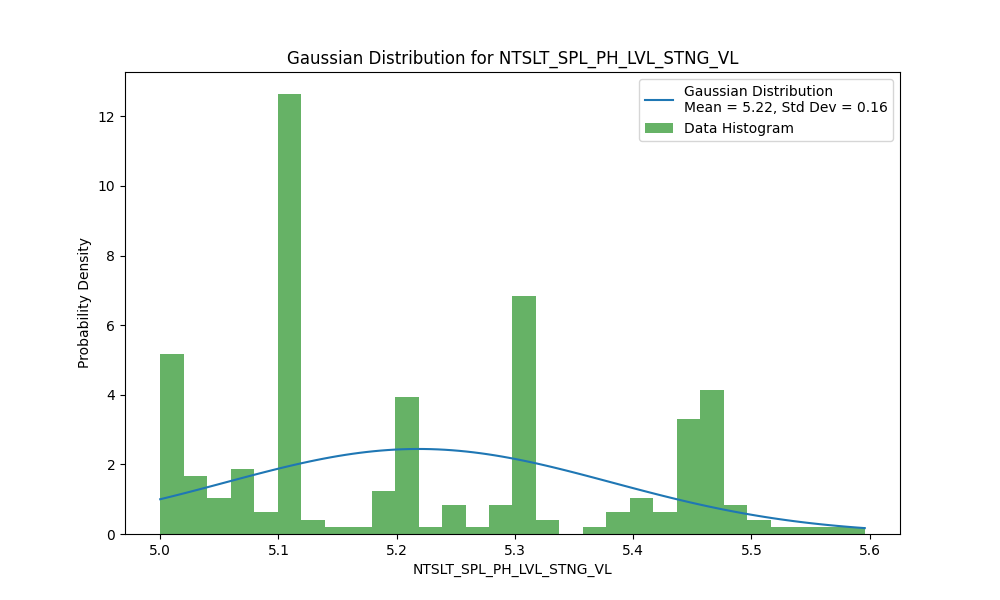 Gaussian Distribution for NTSLT_SPL_PH_LVL_STNG_VL
Gaussian Distribution
Mean = 5.22, Std Dev = 0.16
Data Histogram
Probability Density
12
10
8
6
4
2
0
5.0 5.1 5.2 5.3 5.4 5.5 5.6
NTSLT_SPL_PH_LVL_STNG_VL